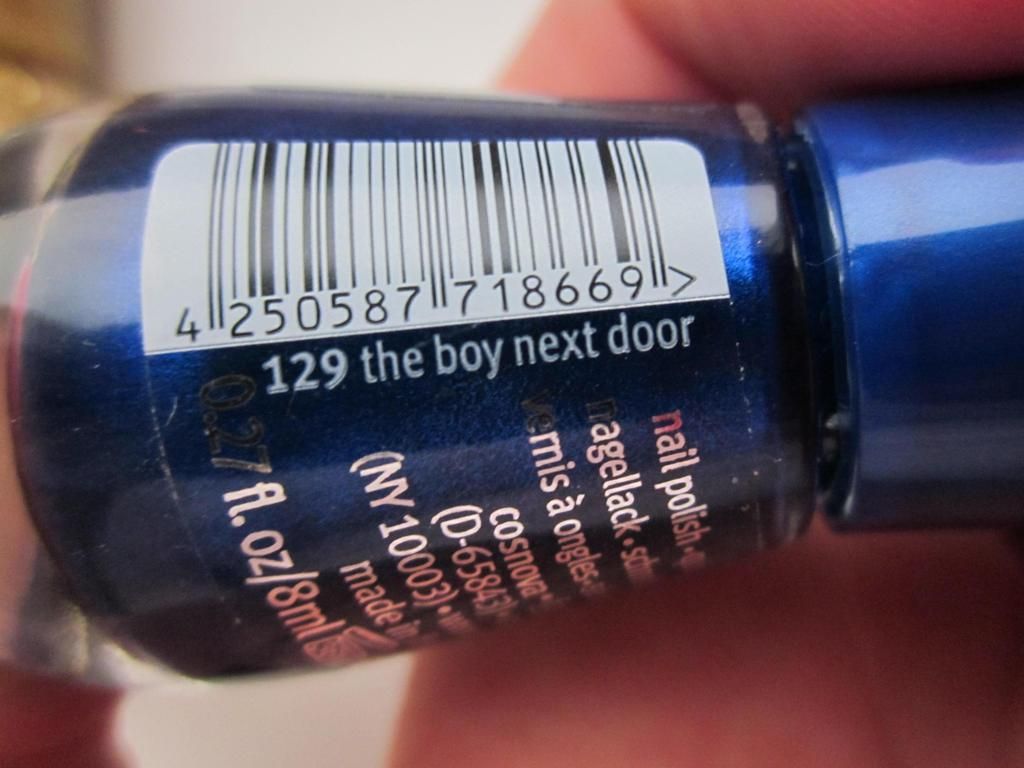 4 250587 718669 >
129 the boy next door
nail polish
nagellack
vernis à ongles
cosnova
(D-65843)
(NY 10003)
made in
0.27 fl. oz/8ml